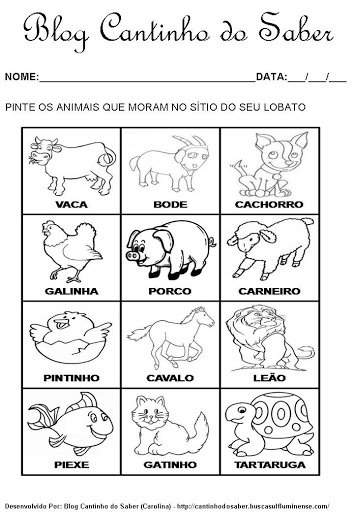 Blog Cantinho do Saber
NOME:________________________________DATA:___/___/___
PINTE OS ANIMAIS QUE MORAM NO SÍTIO DO SEU LOBATO
VACA BODE CACHORRO
GALINHA PORCO CARNEIRO
PINTINHO CAVALO LEÃO
PIEXE GATINHO TARTARUGA
Desenvolvido Por: Blog Cantinho do Saber (Carolina) - http://cantinhodosaber.buscasulfluminense.com/